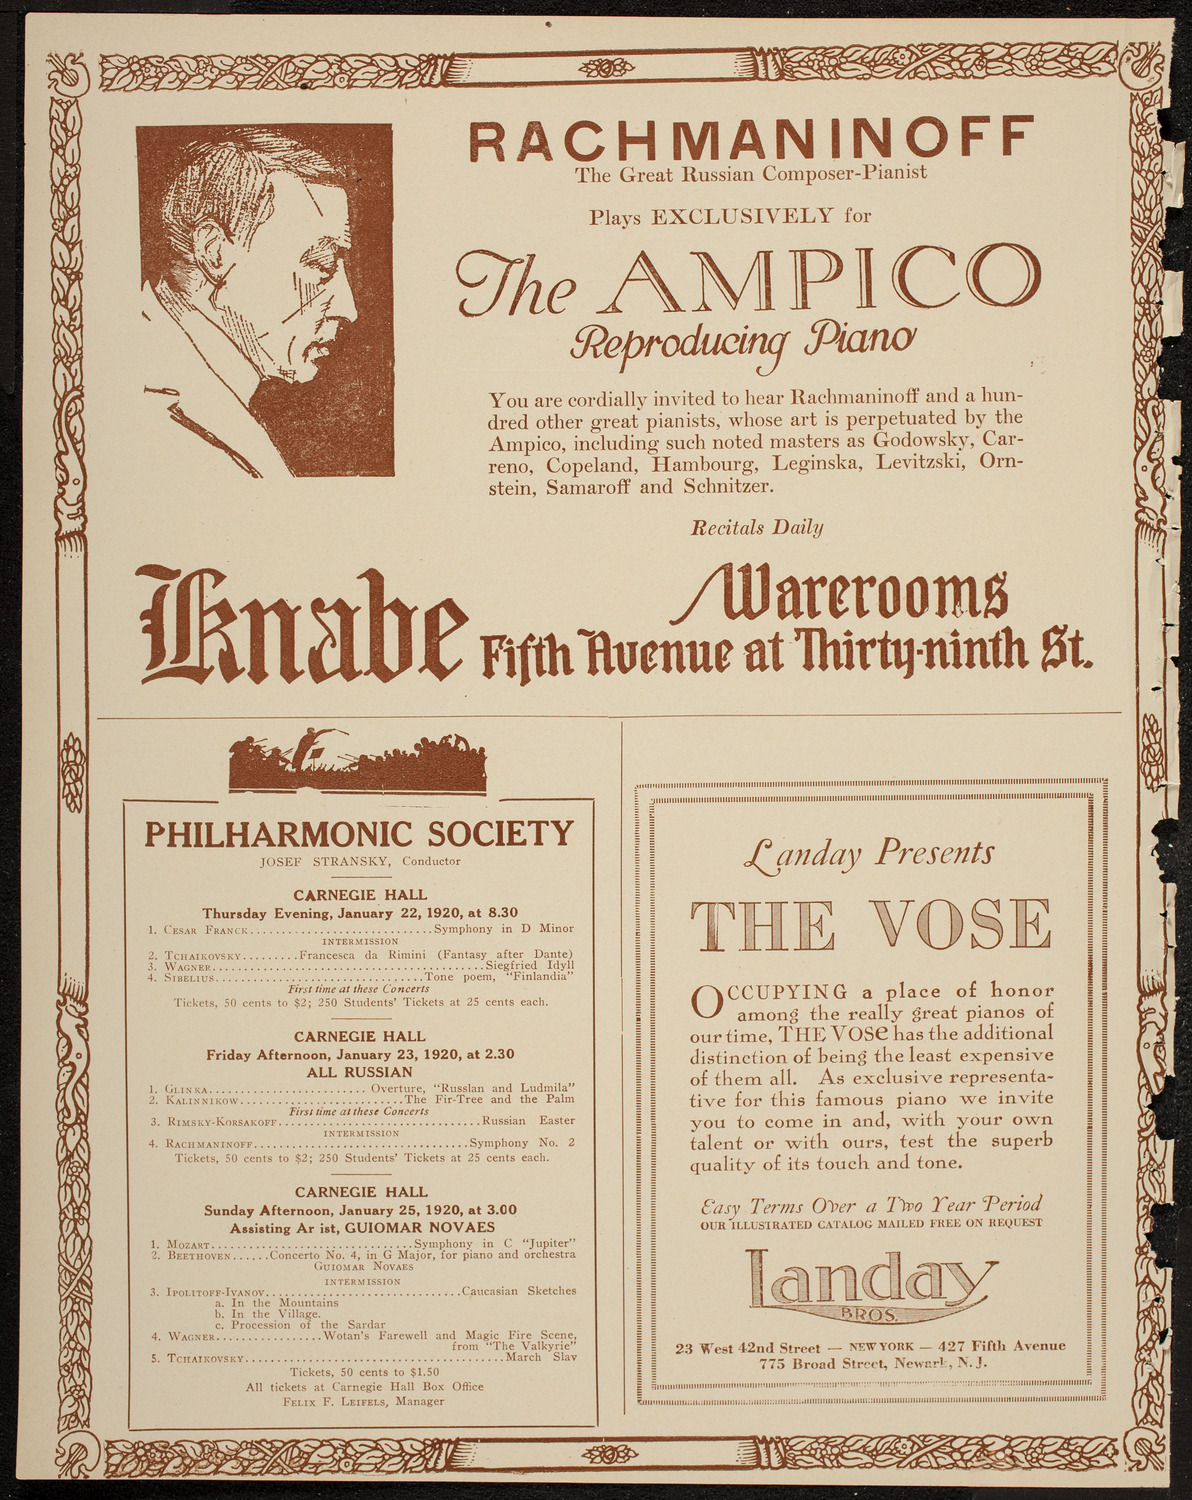 RACHMANINOFF
The Great Russian Composer-Pianist
Plays EXCLUSIVELY for
The AMPICO
Reproducing Piano
You are cordially invited to hear Rachmaninoff and a hun-
dred other great pianists, whose art is perpetuated by the
Ampico, including such noted masters as Godowsky, Car-
reno, Copeland, Hambourg, Leginska, Levitzski, Orn-
stein, Samaroff and Schnitzer.
Recitals Daily
Knabe Warerooms
Fifth Avenue at Thirty-ninth St.
PHILHARMONIC SOCIETY
JOSEF STRANSKY, Conductor
CARNEGIE HALL
Thursday Evening, January 22, 1920, at 8.30
1. CESAR FRANCK............................Symphony in D Minor
INTERMISSION
2. TCHAIKOVSKY.........Francesca da Rimini (Fantasy after Dante)
3. WAGNER..........................................Siegfried Idyll
4. SIBELIUS.................................Tone poem, "Finlandia"
First time at these Concerts
Tickets, 50 cents to $2; 250 Students' Tickets at 25 cents each.
CARNEGIE HALL
Friday Afternoon, January 23, 1920, at 2.30
ALL RUSSIAN
1. GLINKA......................... Overture, "Russlan and Ludmila"
2. KALINNIKOW..........................The Fir-Tree and the Palm
First time at these Concerts
3. RIMSKY-KORSAKOFF................................Russian Easter
INTERMISSION
4. RACHMANINOFF..................................Symphony No. 2
Tickets, 50 cents to $2; 250 Students' Tickets at 25 cents each.
CARNEGIE HALL
Sunday Afternoon, January 25, 1920, at 3.00
Assisting Ar ist, GUIOMAR NOVAES
1. MOZART................................Symphony in C "Jupiter"
2. BEETHOVEN......Concerto No. 4, in G Major, for piano and orchestra
GUIOMAR NOVAES
INTERMISSION
3. IPOLITOFF-IVANOV...............................Caucasian Sketches
a. In the Mountains
b. In the Village.
c. Procession of the Sardar
4. WAGNER.................Wotan's Farewell and Magic Fire Scene,
from "The Valkyrie"
5. TCHAIKOVSKY.........................................March Slav
Tickets, 50 cents to $1.50
All tickets at Carnegie Hall Box Office
FELIX F. LEIFELS, Manager
Landay Presents
THE VOSE
OCCUPYING a place of honor
among the really great pianos of
our time, THE VOSE has the additional
distinction of being the least expensive
of them all. As exclusive representa-
tive for this famous piano we invite
you to come in and, with your own
talent or with ours, test the superb
quality of its touch and tone.
Easy Terms Over a Two Year Period
OUR ILLUSTRATED CATALOG MAILED FREE ON REQUEST
Landay
BROS.
23 West 42nd Street — NEW YORK — 427 Fifth Avenue
775 Broad Street, Newark, N. J.